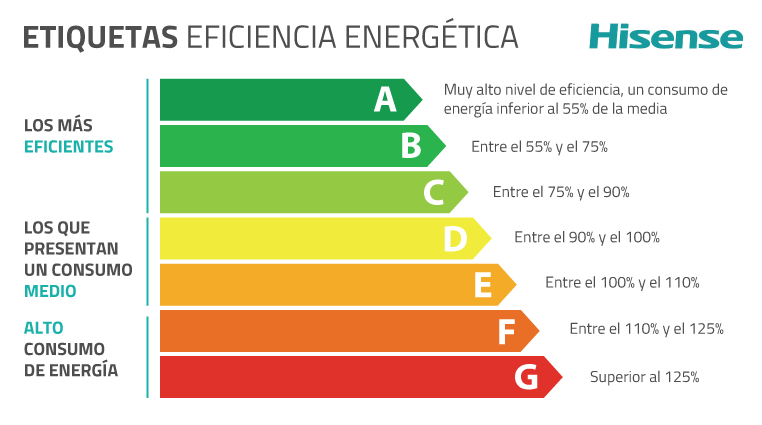 ETIQUETAS EFICIENCIA ENERGÉTICA
Hisense
LOS MÁS
EFICIENTES
A
Muy alto nivel de eficiencia, un consumo de
energía inferior al 55% de la media
B
Entre el 55% y el 75%
C
Entre el 75% y el 90%
LOS QUE
PRESENTAN
UN CONSUMO
MEDIO
D
Entre el 90% y el 100%
E
Entre el 100% y el 110%
ALTO
CONSUMO
DE ENERGÍA
F
Entre el 110% y el 125%
G
Superior al 125%